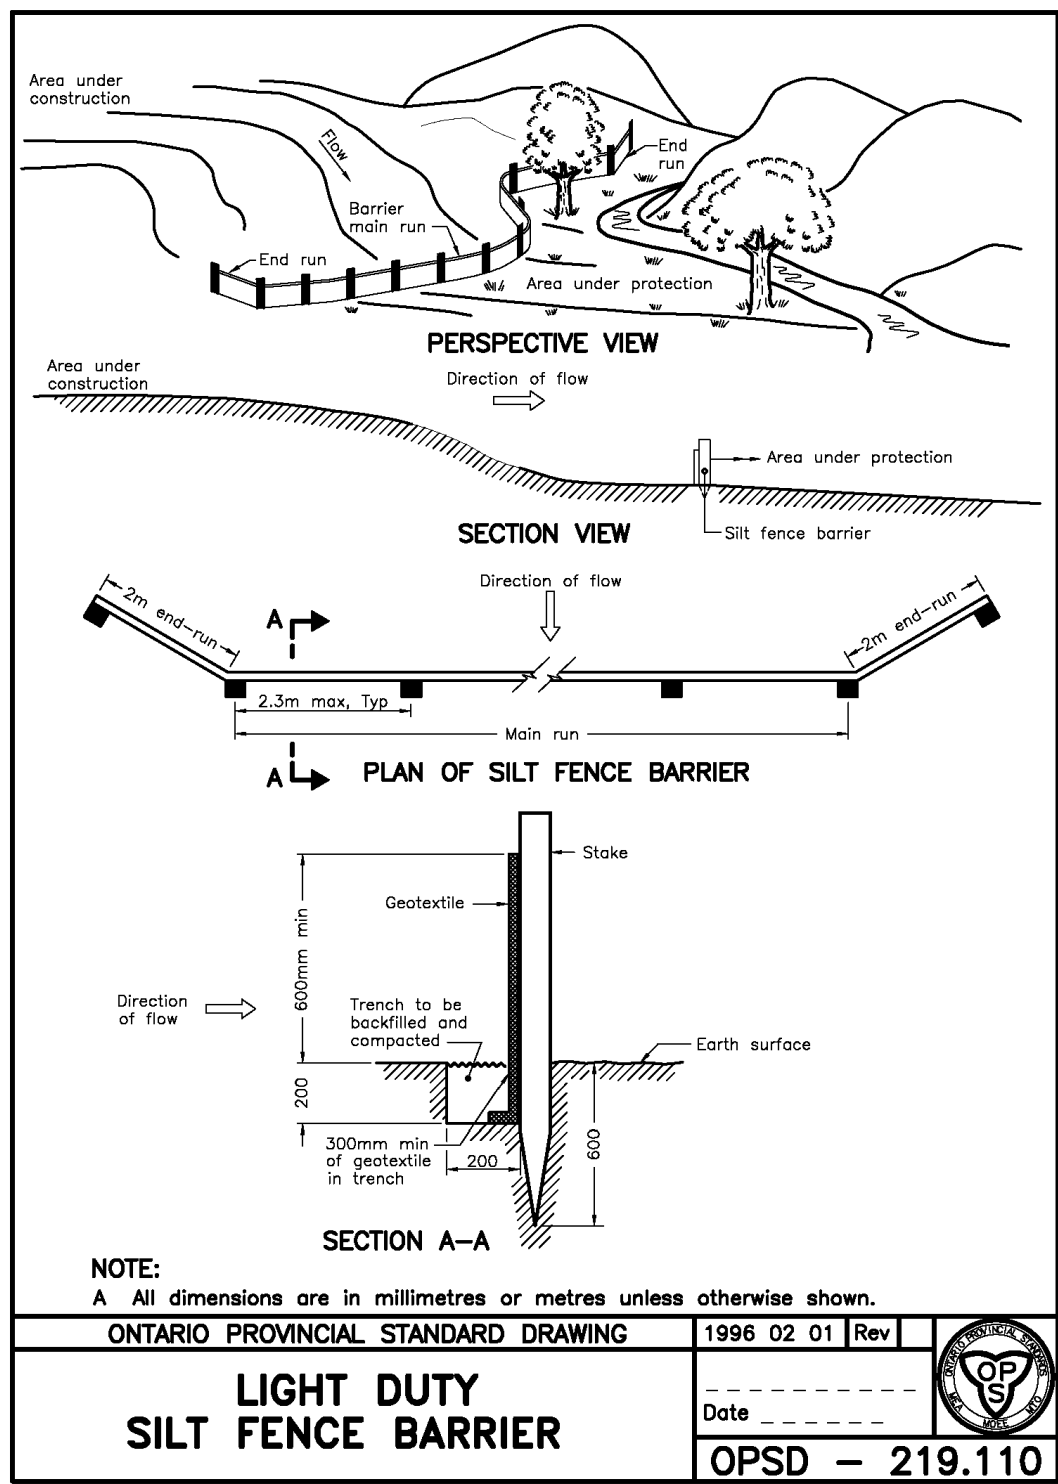 Area under
construction
Flow
End
run
Barrier
main run
End run
Area under protection
PERSPECTIVE VIEW
Area under
construction
Direction of flow
Area under protection
Silt fence barrier
SECTION VIEW
Direction of flow
2m end-run
2m end-run
A
2.3m max, Typ
Main run
A
PLAN OF SILT FENCE BARRIER
Stake
Geotextile
600mm min
Direction
of flow
Trench to be
backfilled and
compacted
Earth surface
200
300mm min
of geotextile
in trench
200
600
SECTION A-A
NOTE:
A All dimensions are in millimetres or metres unless otherwise shown.
ONTARIO PROVINCIAL STANDARD DRAWING
1996 02 01 Rev
LIGHT DUTY
SILT FENCE BARRIER
Date
OPSD - 219.110
ONTARIO PROVINCIAL STANDARDS
OPS
MEA MOEE MTO